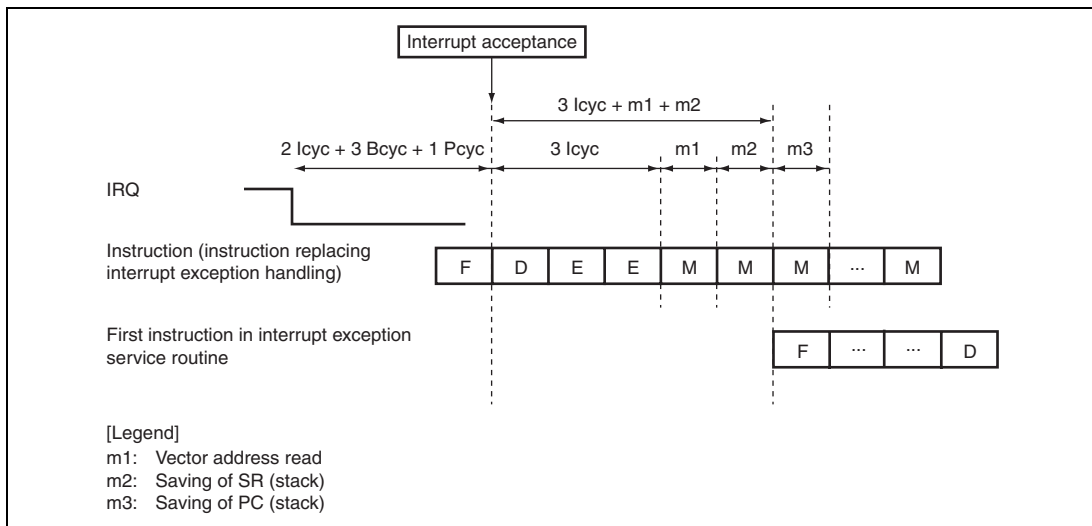 Interrupt acceptance
3 Icyc + m1 + m2
2 Icyc + 3 Bcyc + 1 Pcyc 3 Icyc m1 m2 m3
IRQ
Instruction (instruction replacing
interrupt exception handling)
F D E E M M M ... M
First instruction in interrupt exception
service routine
F ... ... D
[Legend]
m1: Vector address read
m2: Saving of SR (stack)
m3: Saving of PC (stack)